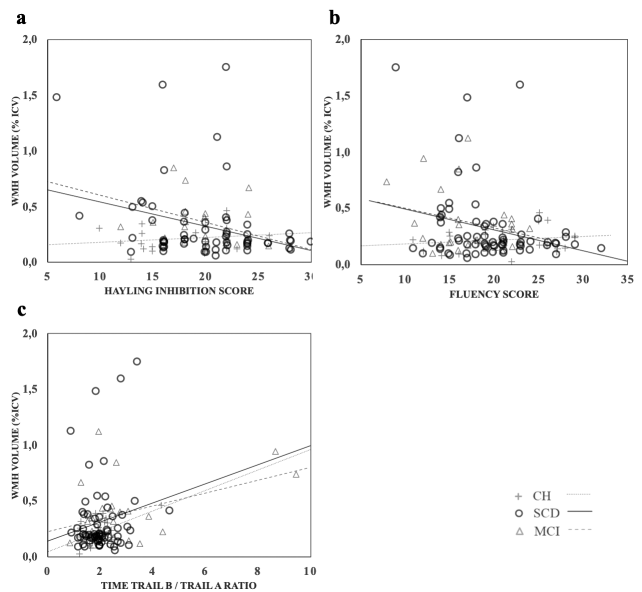 a
2,0
1,5
1,0
0,5
0,0
5 10 15 20 25 30
WMH VOLUME (% ICV)
HAYLING INHIBITION SCORE
b
2,0
1,5
1,0
0,5
0,0
5 10 15 20 25 30 35
WMH VOLUME (% ICV)
FLUENCY SCORE
c
2,0
1,5
1,0
0,5
0,0
0 2 4 6 8 10
WMH VOLUME (%ICV)
TIME TRAIL B / TRAIL A RATIO
CH
SCD
MCI